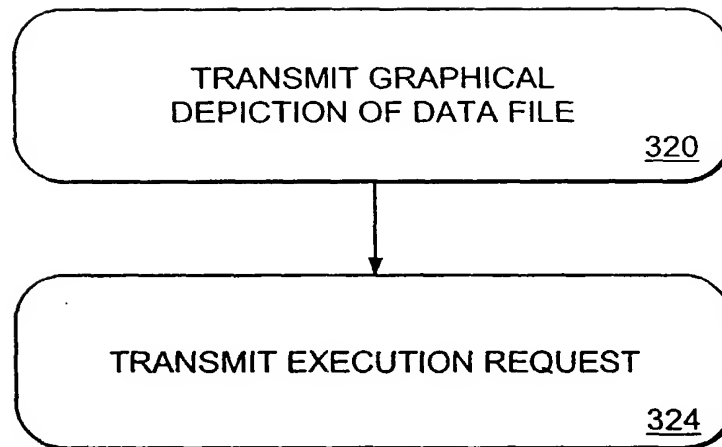 TRANSMIT GRAPHICAL
DEPICTION OF DATA FILE
320
TRANSMIT EXECUTION REQUEST
324